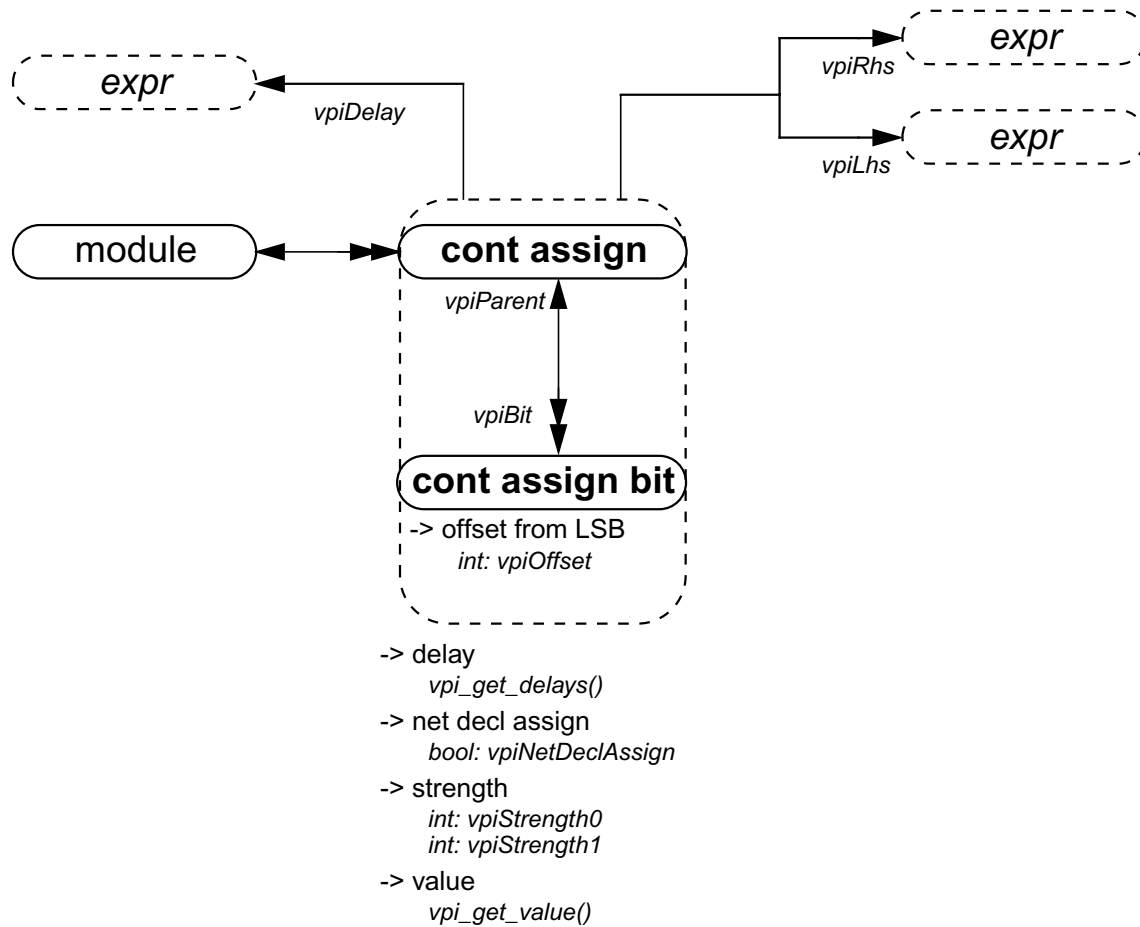 expr
vpiRhs
expr
vpiDelay
expr
vpiLhs
module
cont assign
vpiParent
vpiBit
cont assign bit
-> offset from LSB
int: vpiOffset
-> delay
vpi_get_delays()
-> net decl assign
bool: vpiNetDeclAssign
-> strength
int: vpiStrength0
int: vpiStrength1
-> value
vpi_get_value()